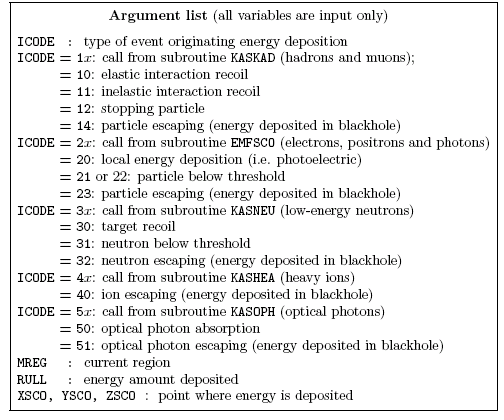 Argument list (all variables are input only)
ICODE : type of event originating energy deposition
ICODE = 1x: call from subroutine KASKAD (hadrons and muons);
= 10: elastic interaction recoil
= 11: inelastic interaction recoil
= 12: stopping particle
= 14: particle escaping (energy deposited in blackhole)
ICODE = 2x: call from subroutine EMFSCO (electrons, positrons and photons)
= 20: local energy deposition (i.e. photoelectric)
= 21 or 22: particle below threshold
= 23: particle escaping (energy deposited in blackhole)
ICODE = 3x: call from subroutine KASNEU (low-energy neutrons)
= 30: target recoil
= 31: neutron below threshold
= 32: neutron escaping (energy deposited in blackhole)
ICODE = 4x: call from subroutine KASHEA (heavy ions)
= 40: ion escaping (energy deposited in blackhole)
ICODE = 5x: call from subroutine KASOPH (optical photons)
= 50: optical photon absorption
= 51: optical photon escaping (energy deposited in blackhole)
MREG : current region
RULL : energy amount deposited
XSCO, YSCO, ZSCO : point where energy is deposited